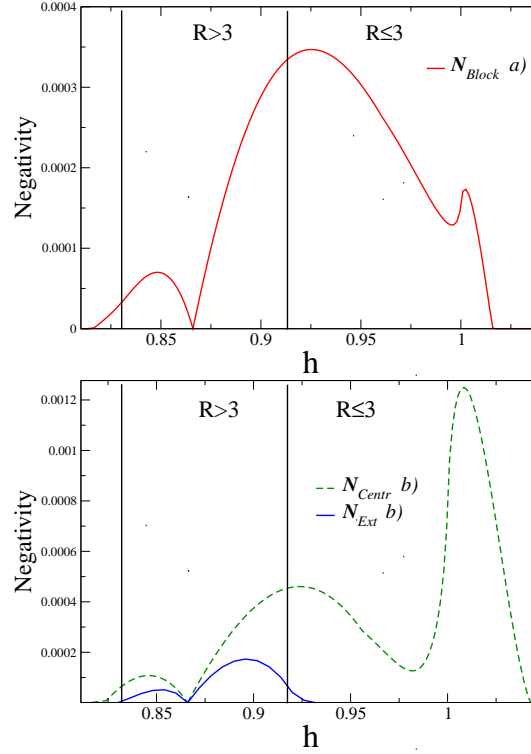 0.0004
R>3 R≤3
N_Block a)
0.0003
Negativity
0.0002
0.0001
0
0.85 0.9 0.95 1
h
0.0012
R>3 R≤3
0.001
N_Centr b)
0.0008
N_Ext b)
Negativity
0.0006
0.0004
0.0002
0.85 0.9 0.95 1
h